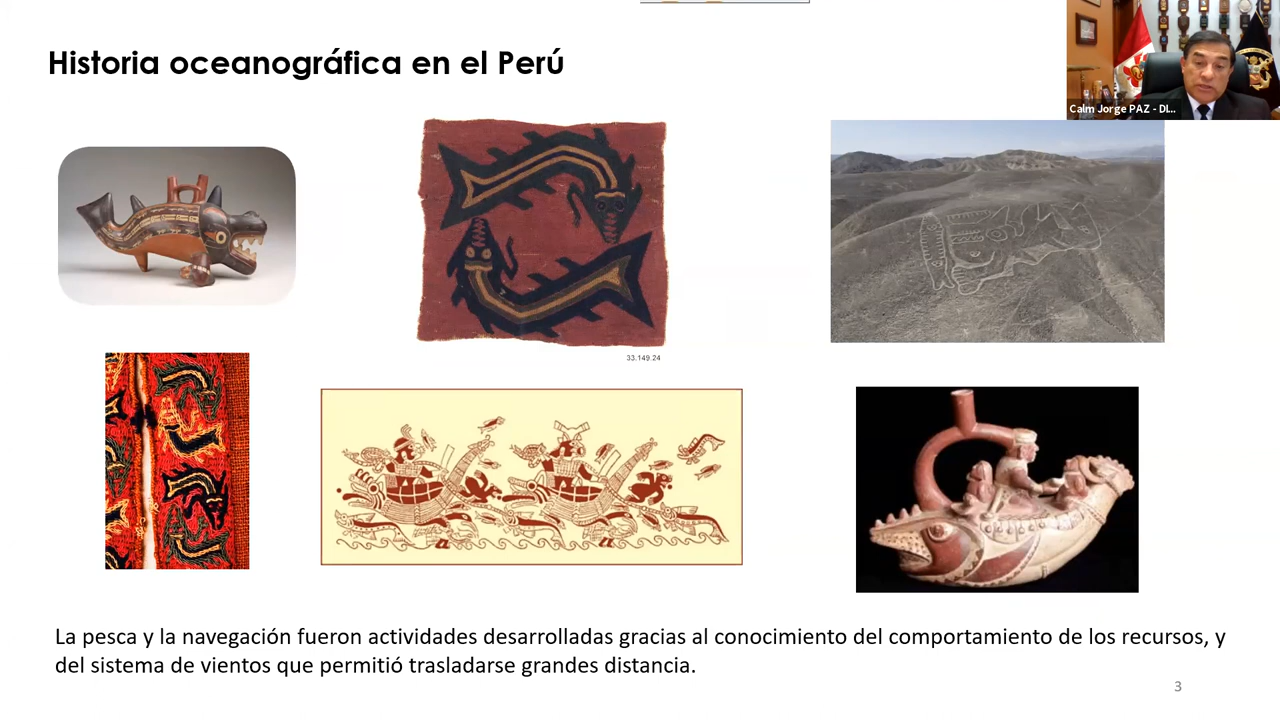 Historia oceanográfica en el Perú
Calm Jorge PAZ - DI...
33.149.24
La pesca y la navegación fueron actividades desarrolladas gracias al conocimiento del comportamiento de los recursos, y
del sistema de vientos que permitió trasladarse grandes distancia.
3